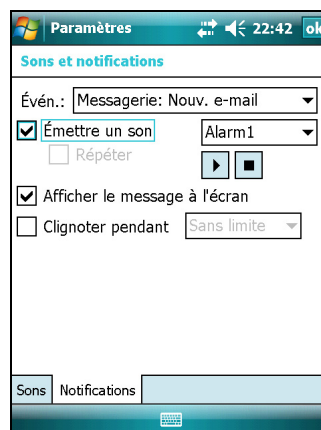 Paramètres 22:42 ok
Sons et notifications
Évén.: Messagerie: Nouv. e-mail
Émettre un son Alarm1
Répéter
Afficher le message à l'écran
Clignoter pendant Sans limite
Sons Notifications